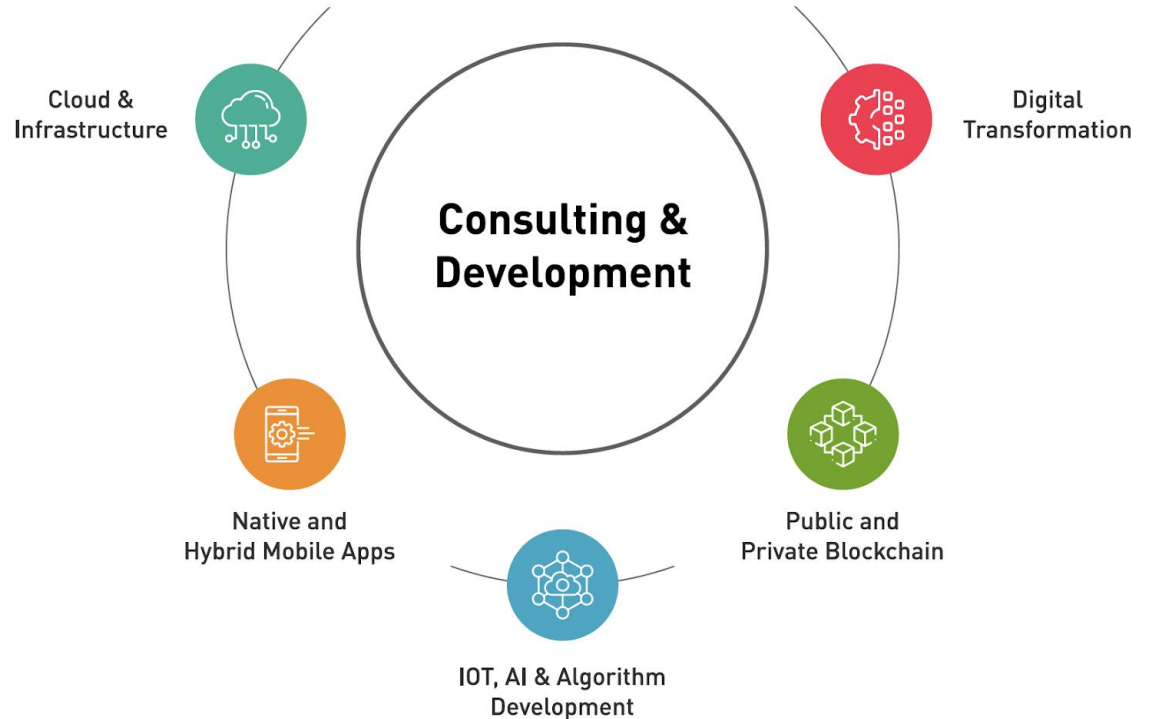 Cloud &
Infrastructure
Digital
Transformation
Consulting &
Development
Native and
Hybrid Mobile Apps
Public and
Private Blockchain
IOT, AI & Algorithm
Development